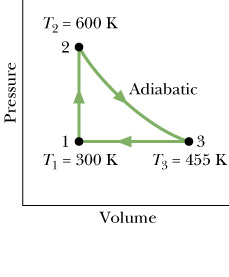 T₂ = 600 K
2
Adiabatic
Pressure
1
3
T₁ = 300 K
T₃ = 455 K
Volume